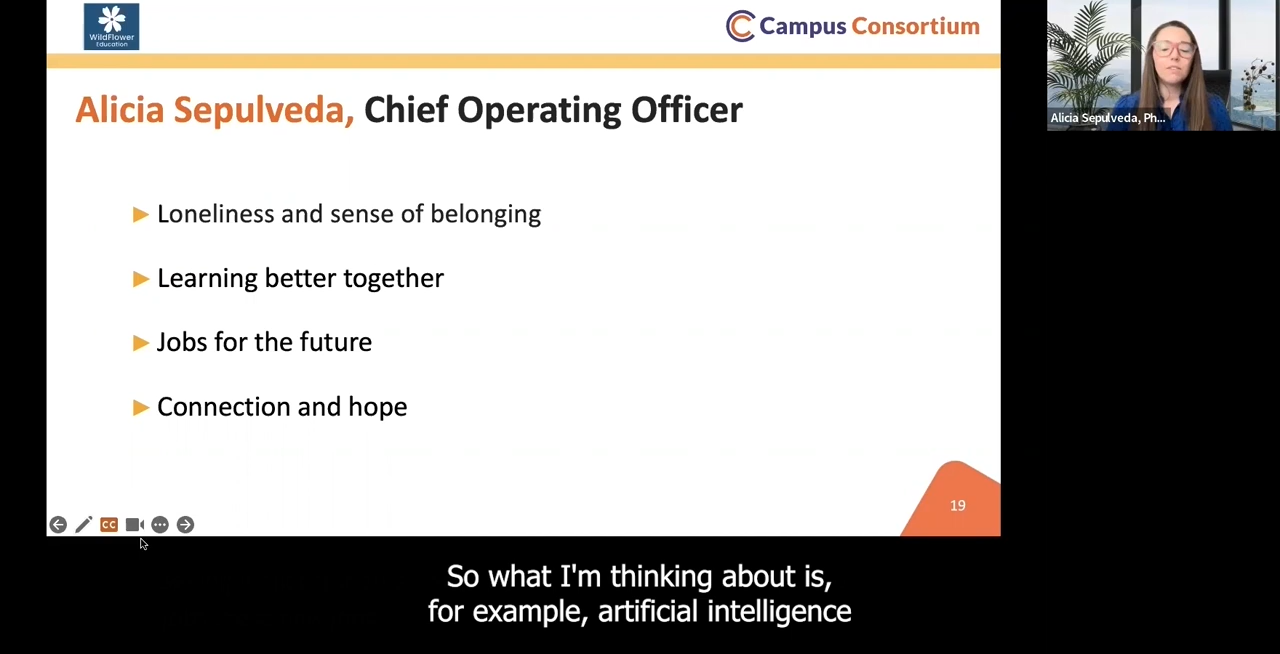 WildFlower
Education
Campus Consortium
Alicia Sepulveda, Ph...
Alicia Sepulveda, Chief Operating Officer
Loneliness and sense of belonging
Learning better together
Jobs for the future
Connection and hope
19
CC
So what I'm thinking about is,
for example, artificial intelligence